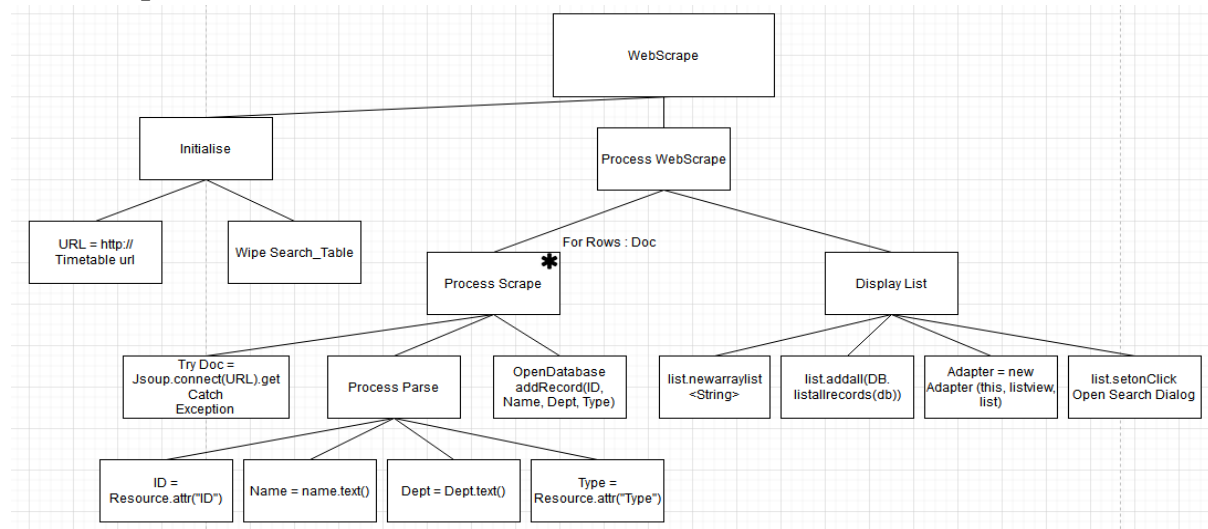 WebScrape
Initialise
Process WebScrape
URL = http://
Timetable url
Wipe Search_Table
For Rows : Doc
Process Scrape
Display List
Try Doc =
Jsoup.connect(URL).get
Catch
Exception
Process Parse
OpenDatabase
addRecord(ID,
Name, Dept, Type)
list.newarraylist
<String>
list.addall(DB.
listallrecords(db))
Adapter = new
Adapter (this, listview,
list)
list.setonClick
Open Search Dialog
ID =
Resource.attr("ID")
Name = name.text()
Dept = Dept.text()
Type =
Resource.attr("Type")